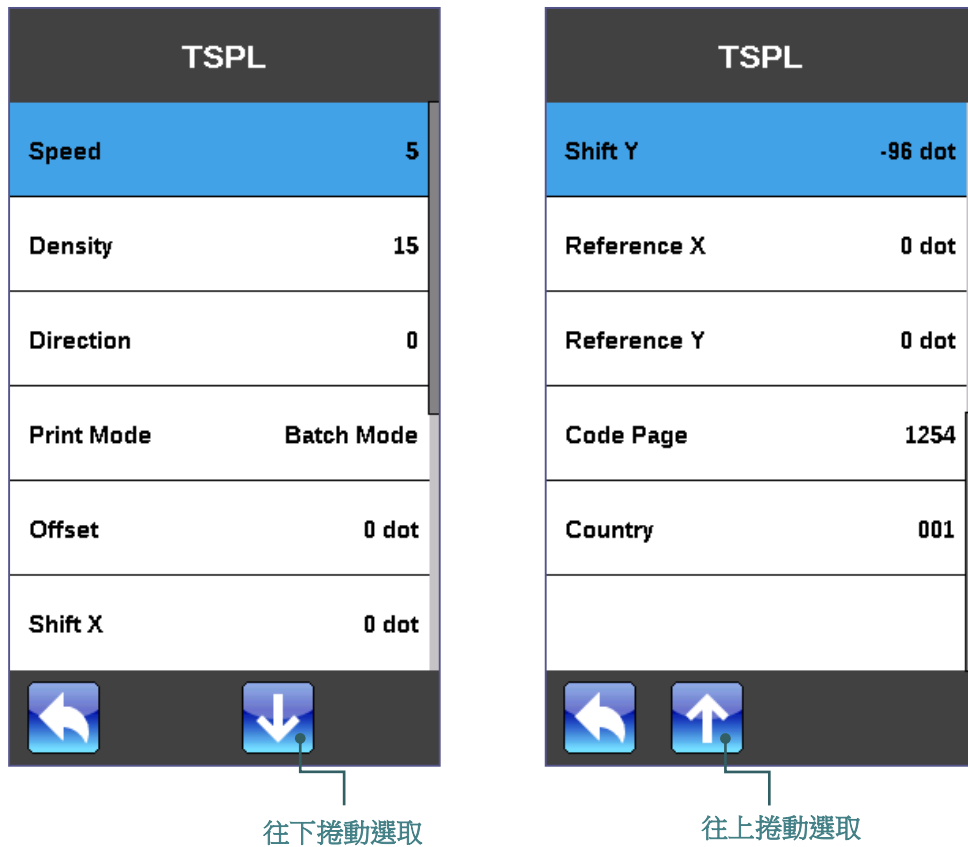 TSPL
Speed 5
Density 15
Direction 0
Print Mode Batch Mode
Offset 0 dot
Shift X 0 dot
往下捲動選取
TSPL
Shift Y -96 dot
Reference X 0 dot
Reference Y 0 dot
Code Page 1254
Country 001
往上捲動選取